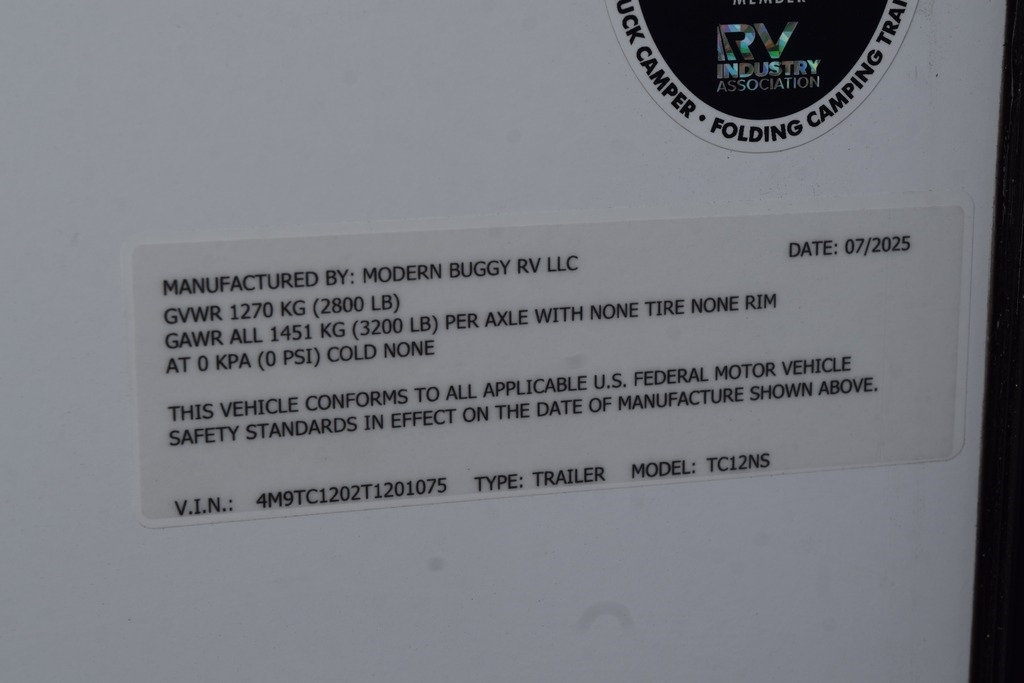 MEMBER
RV
INDUSTRY
ASSOCIATION
UCK CAMPER • FOLDING CAMPING TRAI
DATE: 07/2025
MANUFACTURED BY: MODERN BUGGY RV LLC
GVWR 1270 KG (2800 LB)
GAWR ALL 1451 KG (3200 LB) PER AXLE WITH NONE TIRE NONE RIM
AT 0 KPA (0 PSI) COLD NONE
THIS VEHICLE CONFORMS TO ALL APPLICABLE U.S. FEDERAL MOTOR VEHICLE
SAFETY STANDARDS IN EFFECT ON THE DATE OF MANUFACTURE SHOWN ABOVE.
V.I.N.: 4M9TC1202T1201075 TYPE: TRAILER MODEL: TC12NS